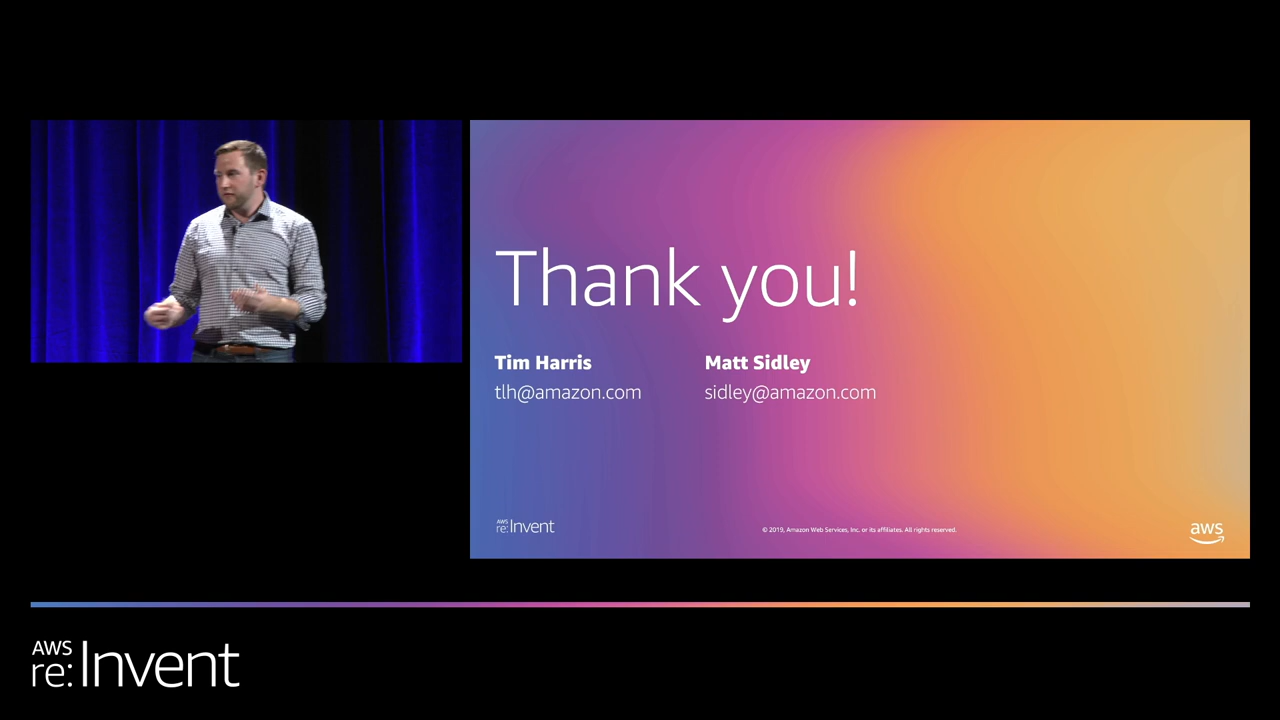 Thank you!
Tim Harris
tlh@amazon.com
Matt Sidley
sidley@amazon.com
AWS
re:Invent
© 2019, Amazon Web Services, Inc. or its affiliates. All rights reserved.
aws
AWS
re:Invent